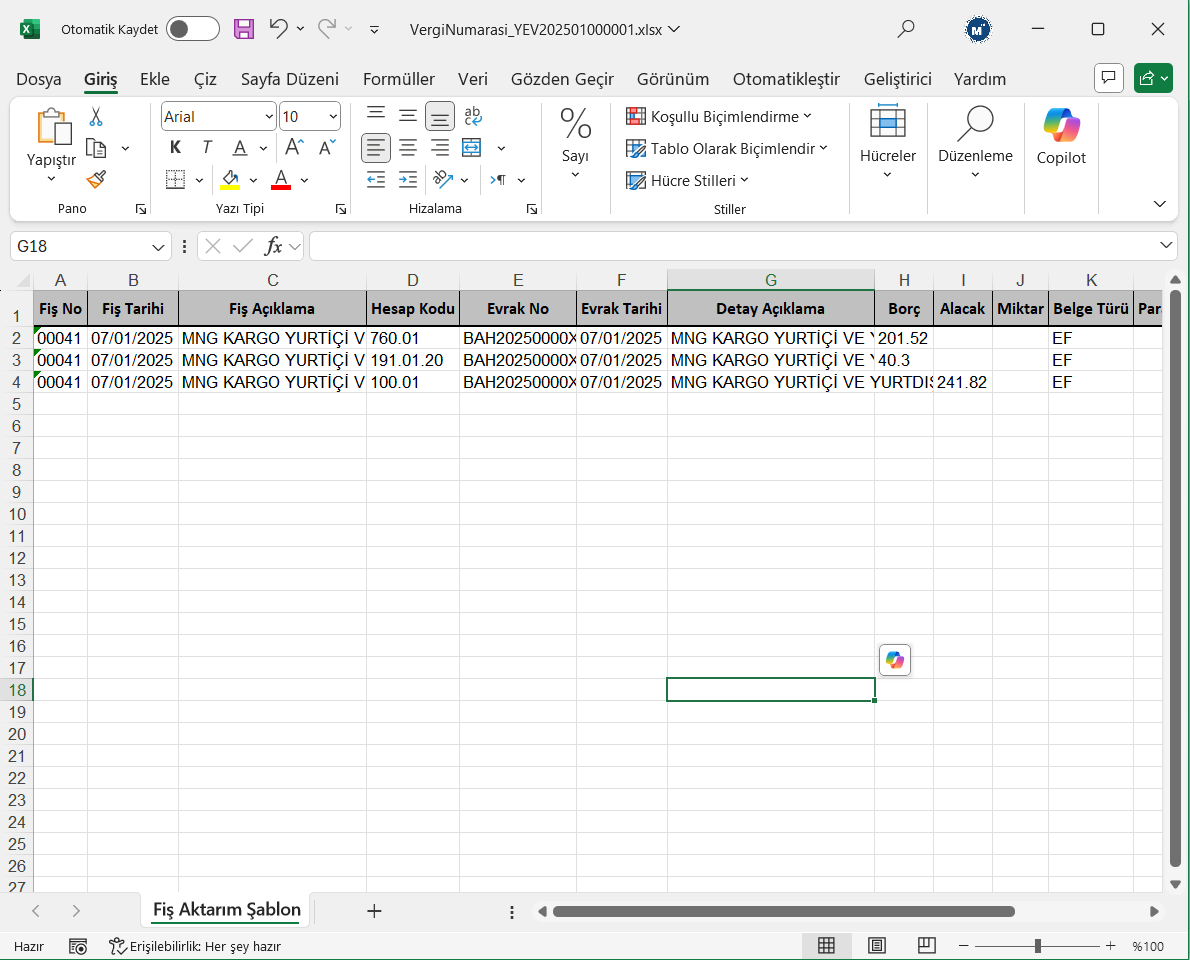 Otomatik Kaydet VergiNumarasi_YEV202501000001.xlsx
Dosya Giriş Ekle Çiz Sayfa Düzeni Formüller Veri Gözden Geçir Görünüm Otomatikleştir Geliştirici Yardım
Yapıştır
Pano
Arial 10
K T A A A
A
Yazı Tipi
ab
Hizalama
%
Sayı
Koşullu Biçimlendirme
Tablo Olarak Biçimlendir
Hücre Stilleri
Stiller
Hücreler
Düzenleme
Copilot
G18 fx
A B C D E F G H I J K
1 Fiş No Fiş Tarihi Fiş Açıklama Hesap Kodu Evrak No Evrak Tarihi Detay Açıklama Borç Alacak Miktar Belge Türü Par
2 00041 07/01/2025 MNG KARGO YURTİÇİ V 760.01 BAH20250000X 07/01/2025 MNG KARGO YURTİÇİ VE Y 201.52 EF
3 00041 07/01/2025 MNG KARGO YURTİÇİ V 191.01.20 BAH20250000X 07/01/2025 MNG KARGO YURTİÇİ VE Y 40.3 EF
4 00041 07/01/2025 MNG KARGO YURTİÇİ V 100.01 BAH20250000X 07/01/2025 MNG KARGO YURTİÇİ VE YURTDIŞ 241.82 EF
5
6
7
8
9
10
11
12
13
14
15
16
17
18
19
20
21
22
23
24
25
26
27
Fiş Aktarım Şablon
Hazır Erişilebilirlik: Her şey hazır %100